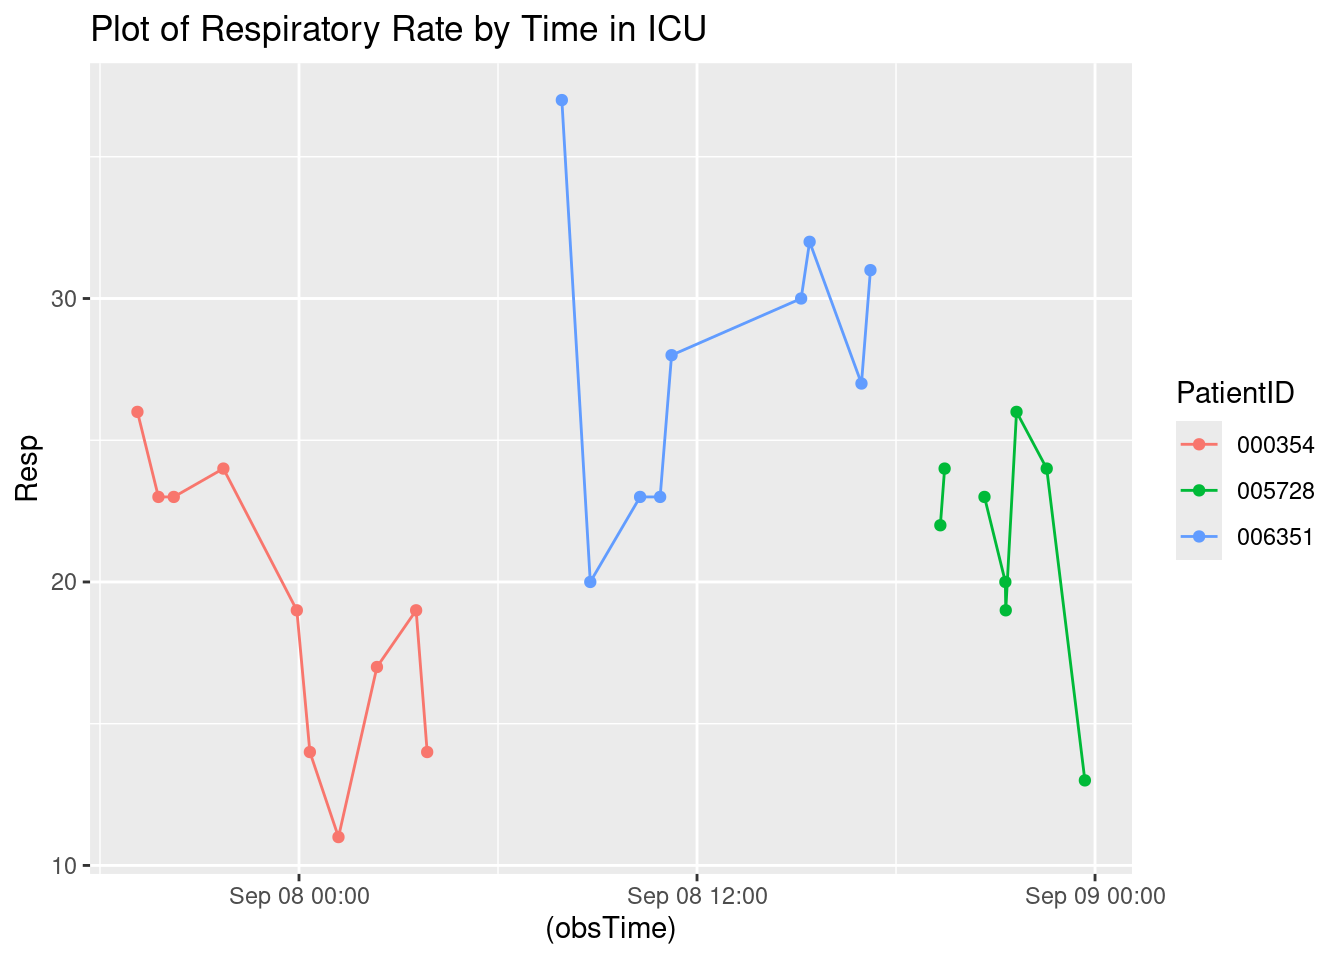 Plot of Respiratory Rate by Time in ICU
Resp
30
20
10
Sep 08 00:00
Sep 08 12:00
Sep 09 00:00
(obsTime)
PatientID
000354
005728
006351